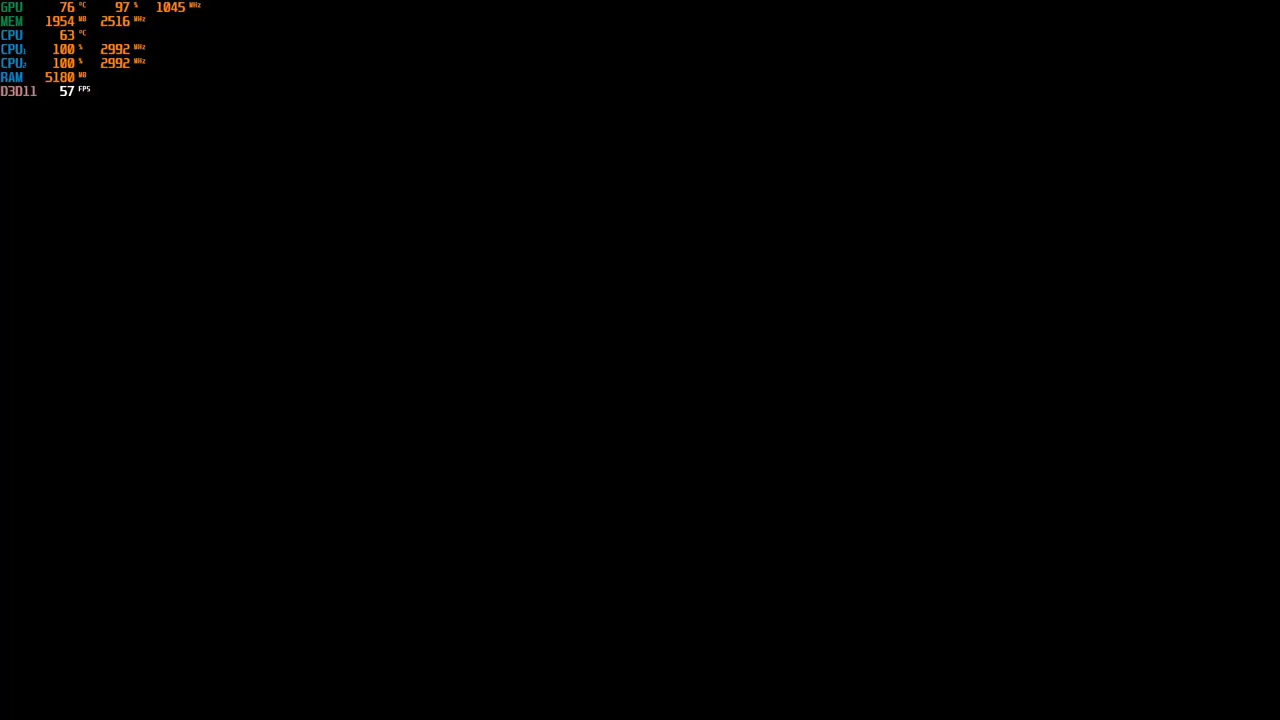 GPU 76 °C 97 % 1045 MHz
MEM 1954 MB 2516 MHz
CPU 63 °C
CPU1 100 % 2992 MHz
CPU2 100 % 2992 MHz
RAM 5180 MB
D3D11 57 FPS